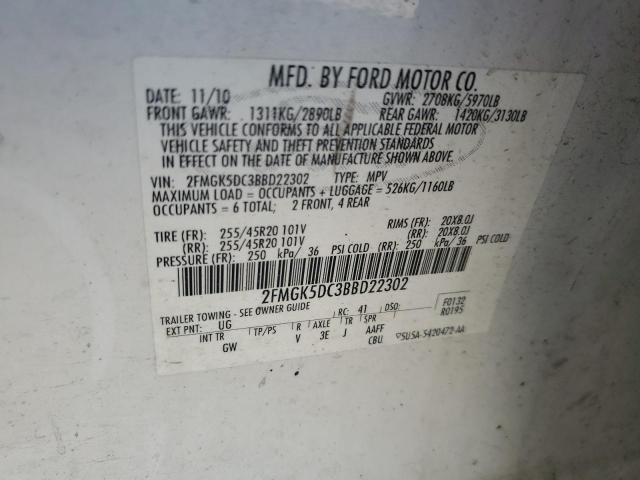 MFD. BY FORD MOTOR CO.
DATE: 11/10 GVWR: 2708KG/5970LB
FRONT GAWR: 1311KG/2890LB REAR GAWR: 1420KG/3130LB
THIS VEHICLE CONFORMS TO ALL APPLICABLE FEDERAL MOTOR
VEHICLE SAFETY AND THEFT PREVENTION STANDARDS
IN EFFECT ON THE DATE OF MANUFACTURE SHOWN ABOVE.
VIN: 2FMGK5DC3BBD22302 TYPE: MPV
MAXIMUM LOAD = OCCUPANTS + LUGGAGE = 526KG/1160LB
OCCUPANTS = 6 TOTAL; 2 FRONT, 4 REAR
TIRE (FR): 255/45R20 101V RIMS (FR): 20X8.0J
(RR): 255/45R20 101V (RR): 20X8.0J
PRESSURE (FR): 250 kPa/ 36 PSI COLD (RR): 250 kPa/ 36 PSI COLD
2FMGK5DC3BBD22302
TRAILER TOWING - SEE OWNER GUIDE
EXT PNT: UG RC: 41 DSO: F0132
R0195
INT TR TP/PS R AXLE TR SPR
GW V 3E J AAFF
CBU SUSA-5420472-AA